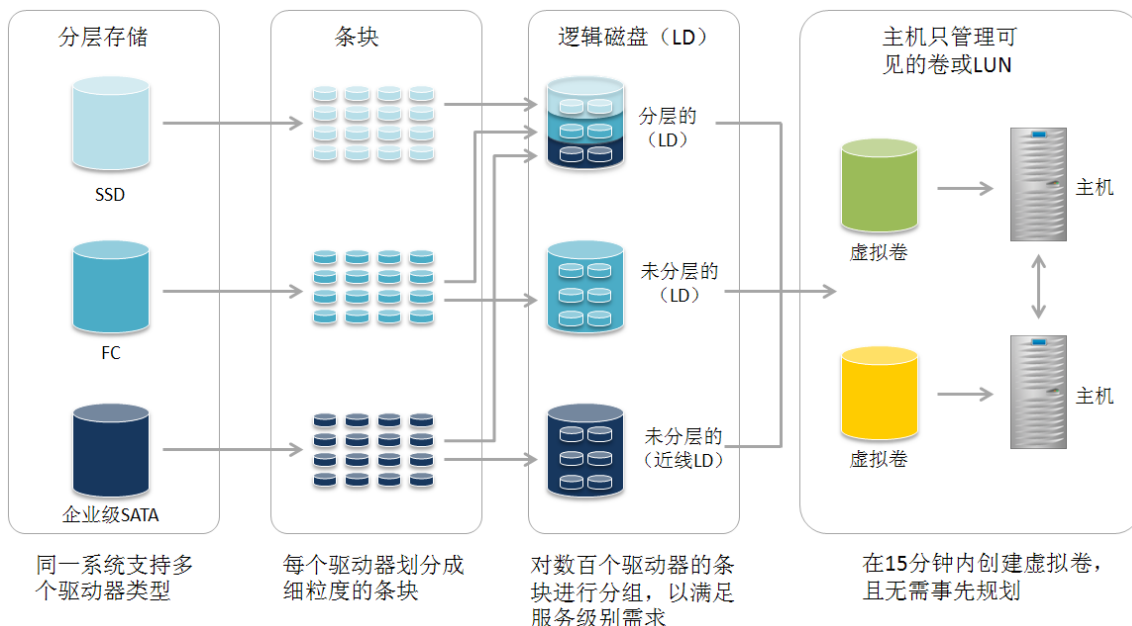 分层存储
SSD
FC
企业级SATA
同一系统支持多
个驱动器类型
条块
每个驱动器划分成
细粒度的条块
逻辑磁盘（LD）
分层的
（LD）
未分层的
（LD）
未分层的
（近线LD）
对数百个驱动器的条
块进行分组，以满足
服务级别需求
主机只管理可
见的卷或LUN
虚拟卷
主机
虚拟卷
主机
在15分钟内创建虚拟卷，
且无需事先规划